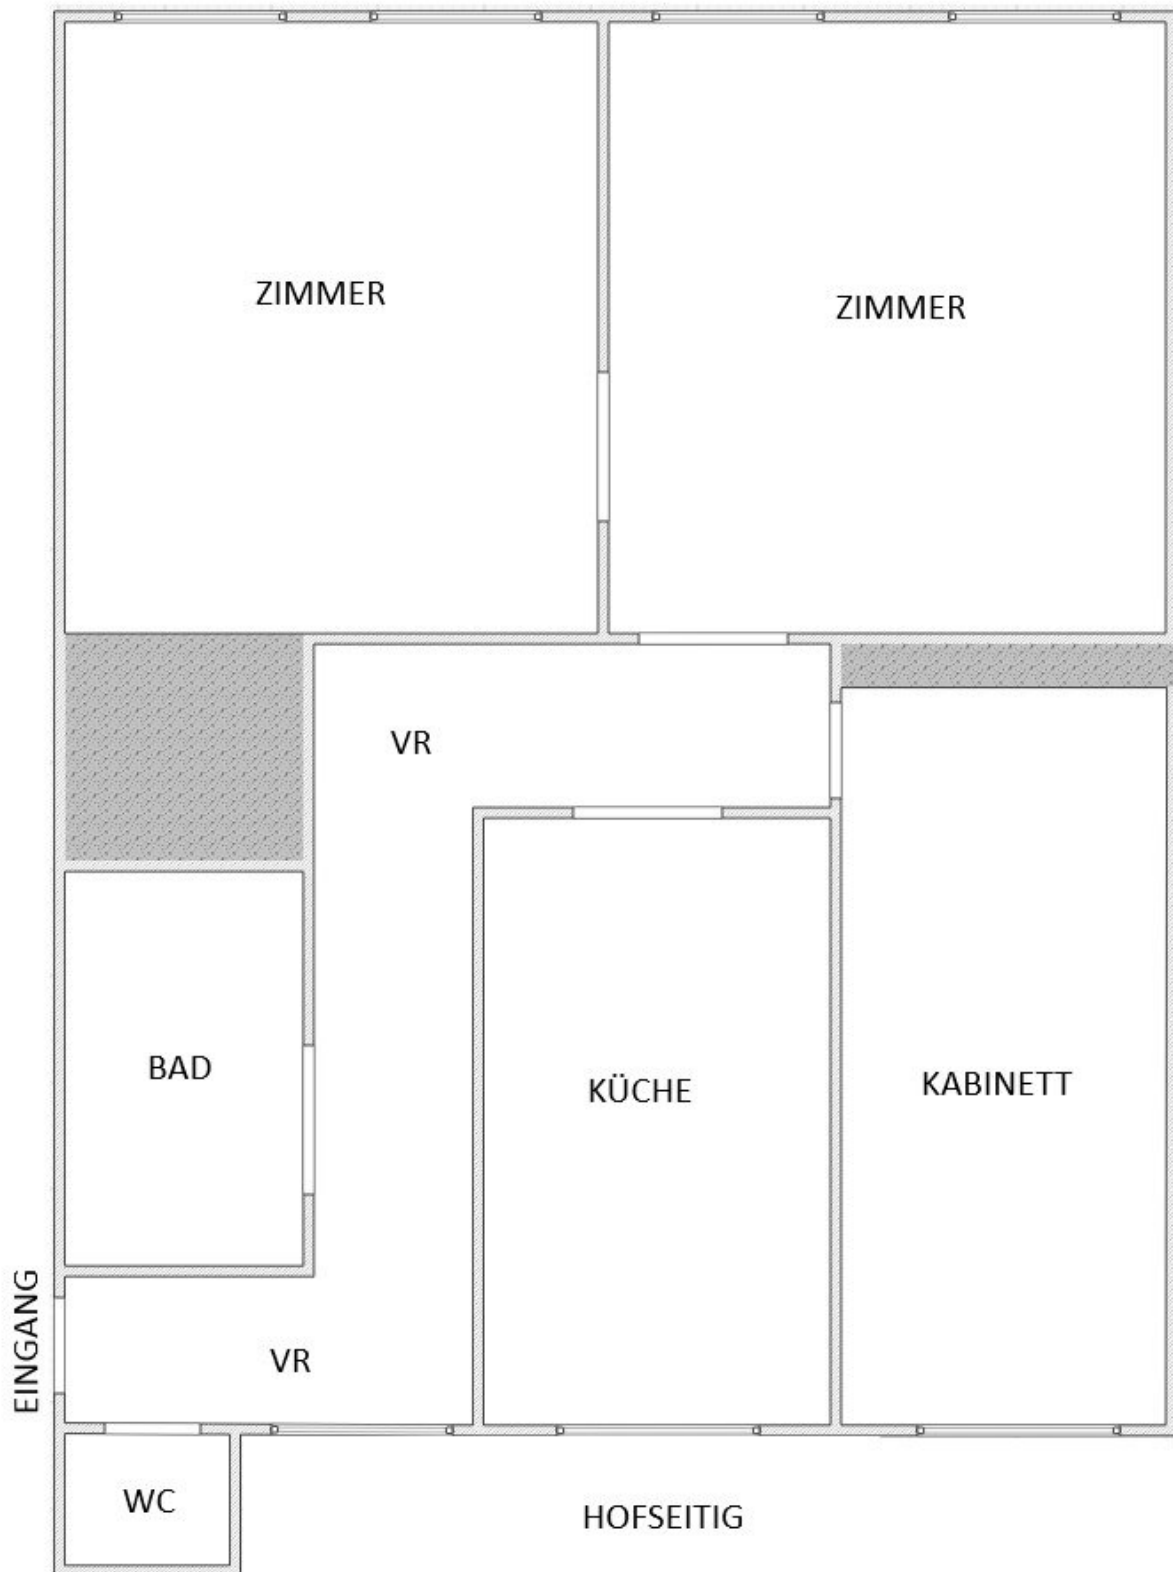 ZIMMER
ZIMMER
VR
BAD
KÜCHE
KABINETT
EINGANG
VR
WC
HOFSEITIG